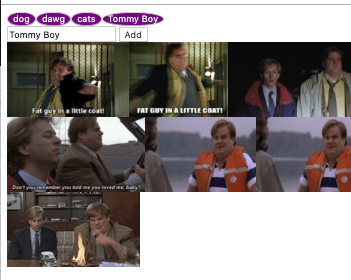 dog dawg cats Tommy Boy
Tommy Boy Add
Fat guy in a little coat! FAT GUY IN A LITTLE COAT!
Don't you remember you told me you loved me, baby?